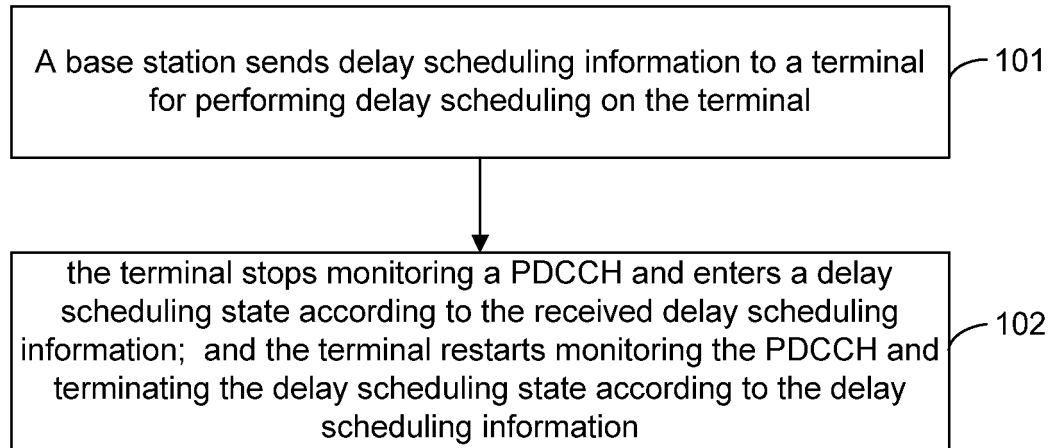 A base station sends delay scheduling information to a terminal
for performing delay scheduling on the terminal
101
the terminal stops monitoring a PDCCH and enters a delay
scheduling state according to the received delay scheduling
information; and the terminal restarts monitoring the PDCCH and
terminating the delay scheduling state according to the delay
scheduling information
102